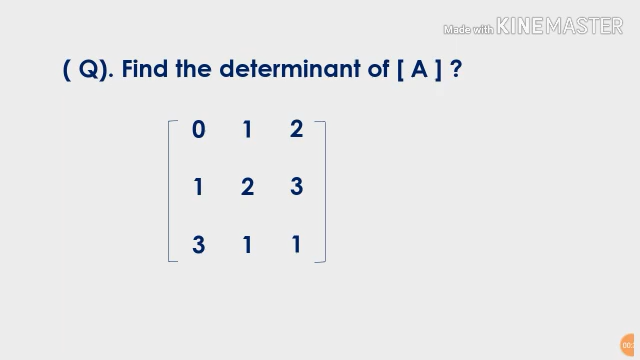 Made with KINEMASTER
( Q). Find the determinant of [ A ] ?
0 1 2
1 2 3
3 1 1